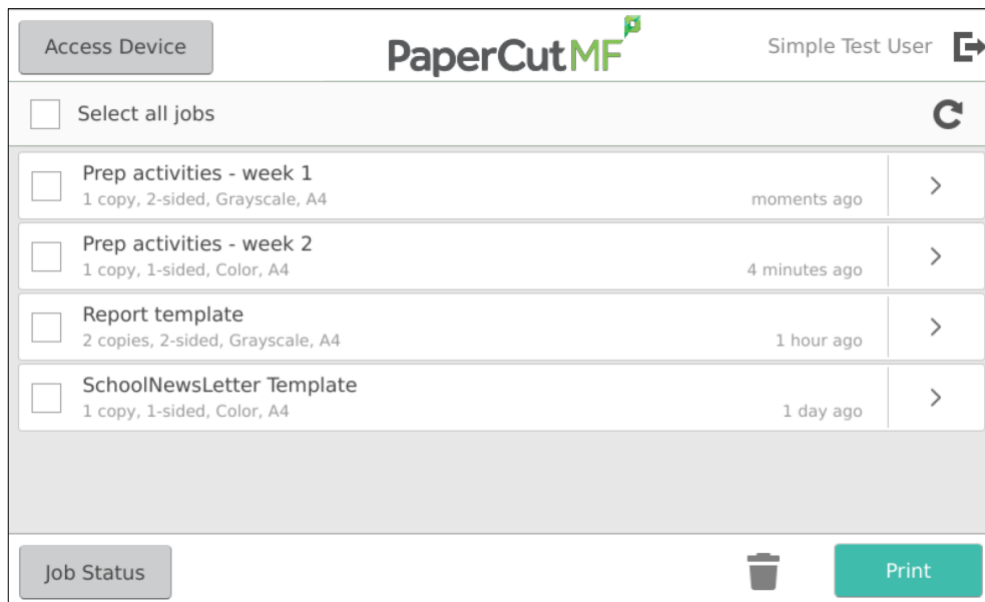 Access Device
PaperCutMF
Simple Test User
Select all jobs
Prep activities - week 1
1 copy, 2-sided, Grayscale, A4
moments ago
Prep activities - week 2
1 copy, 1-sided, Color, A4
4 minutes ago
Report template
2 copies, 2-sided, Grayscale, A4
1 hour ago
SchoolNewsLetter Template
1 copy, 1-sided, Color, A4
1 day ago
Job Status
Print